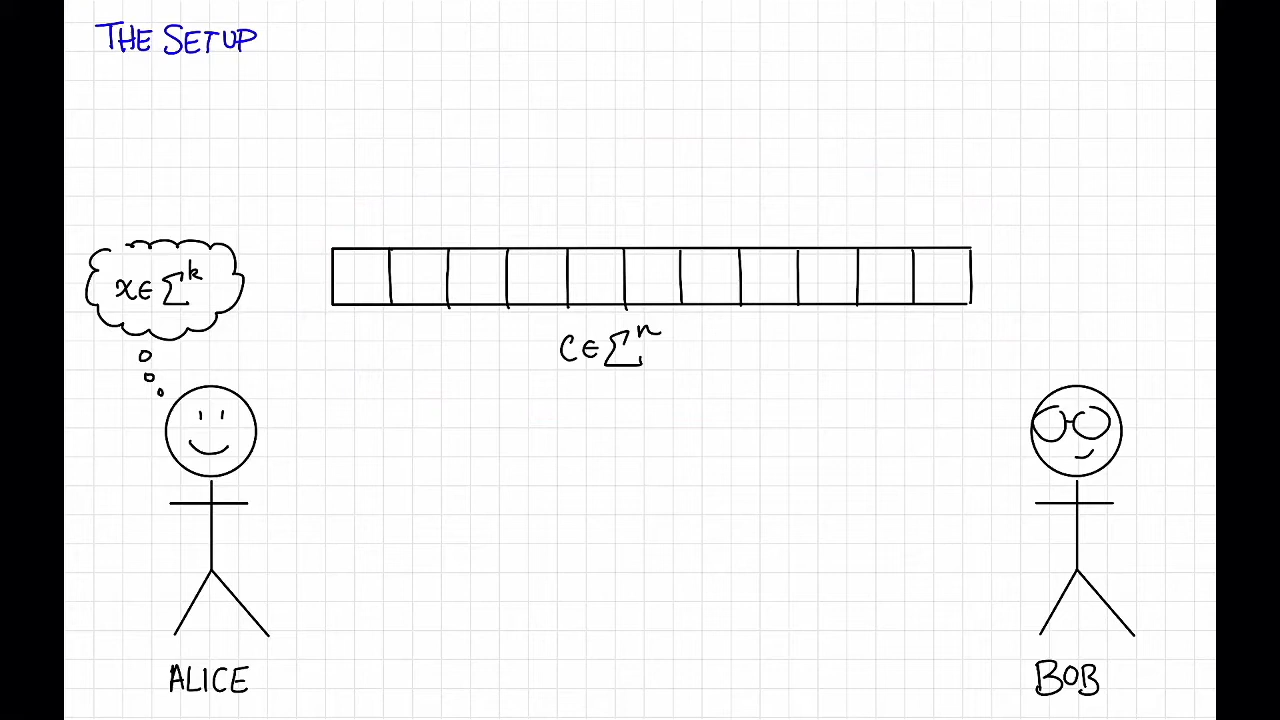 THE SETUP
x∈Σ^k
C∈Σ^n
ALICE
BOB